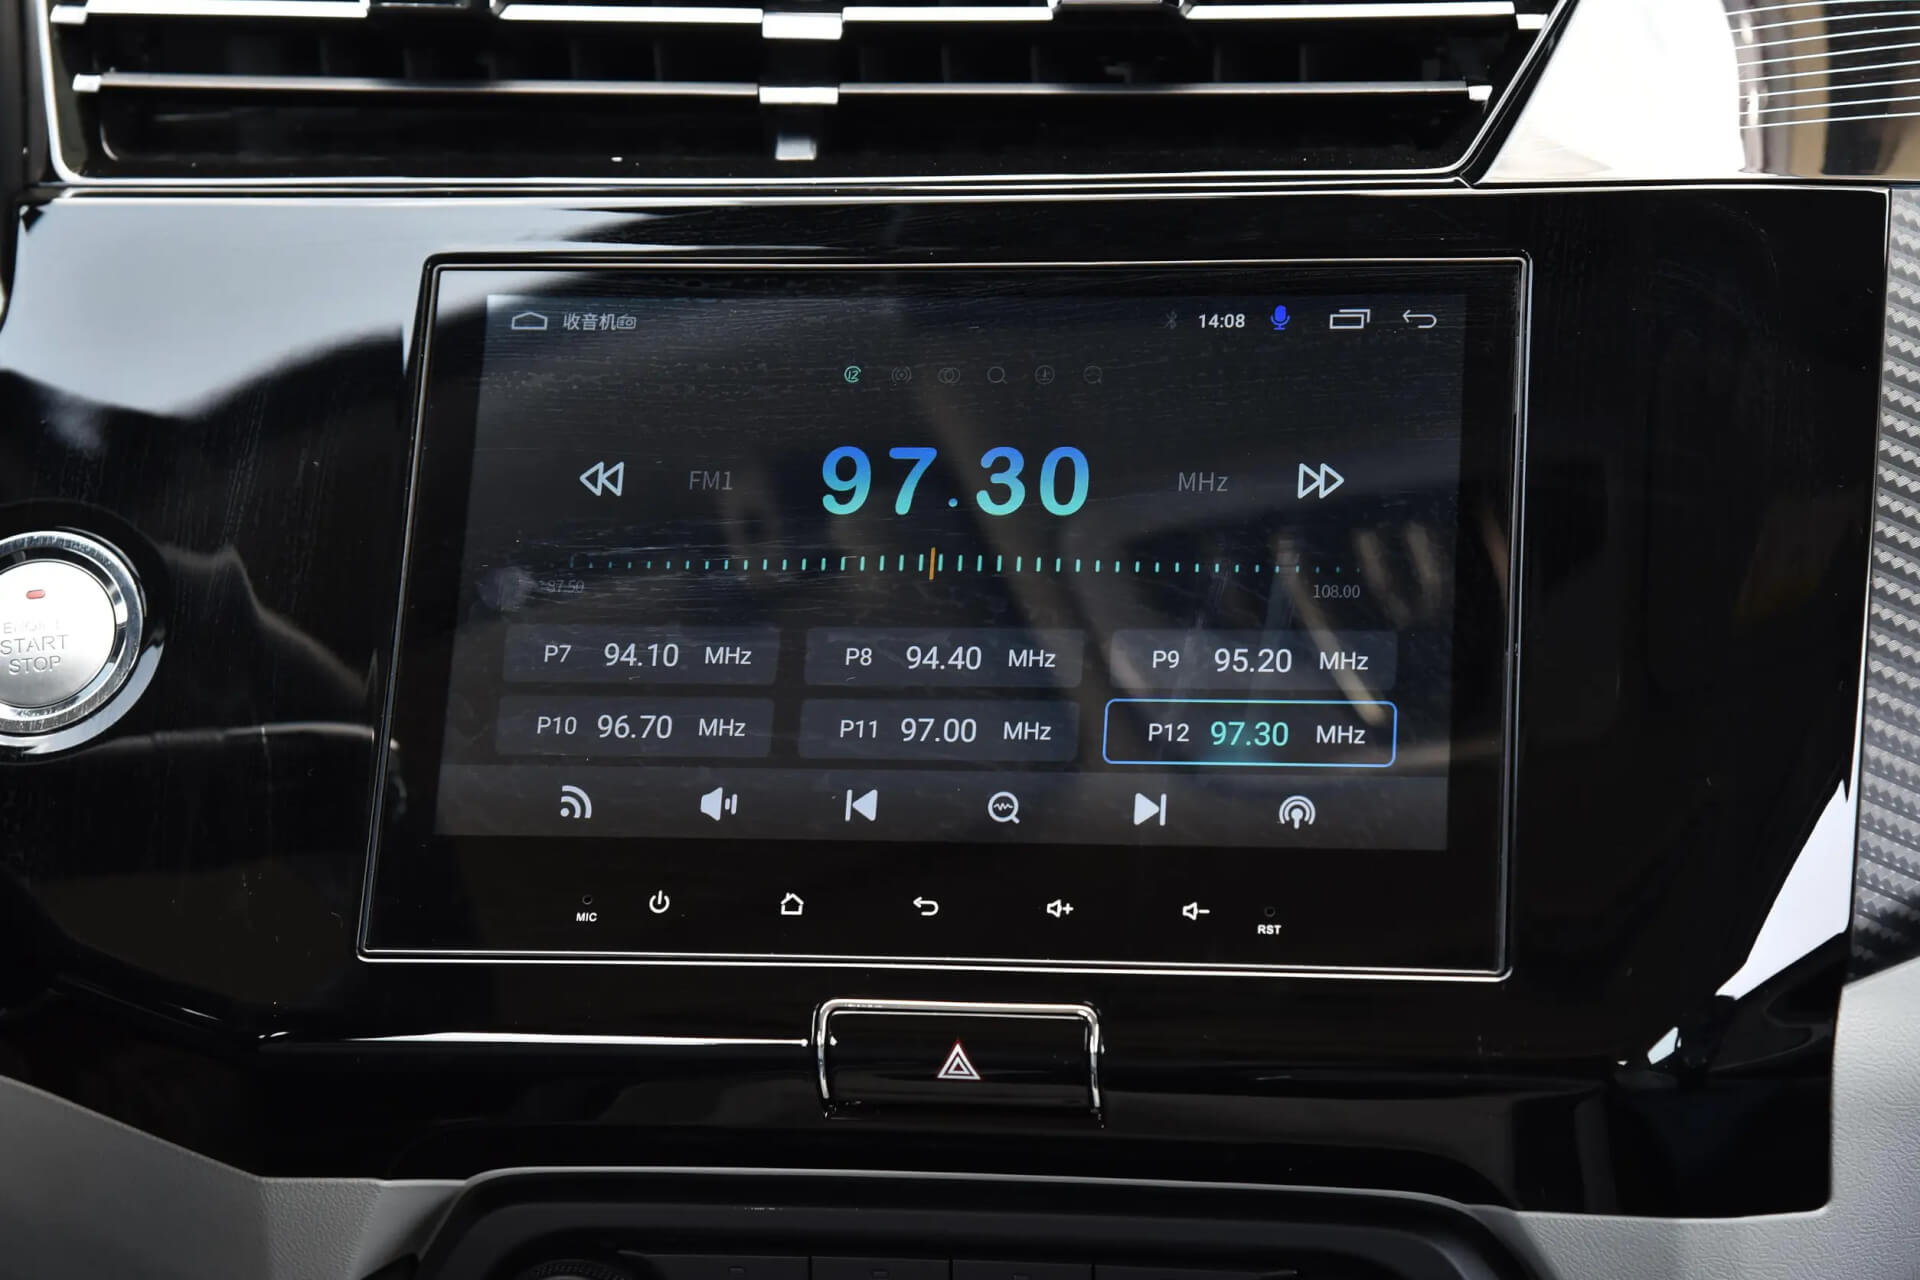 收音机
14:08
FM1 97.30 MHz
87.50 108.00
P7 94.10 MHz P8 94.40 MHz P9 95.20 MHz
P10 96.70 MHz P11 97.00 MHz P12 97.30 MHz
MIC RST
ENGINE
START
STOP